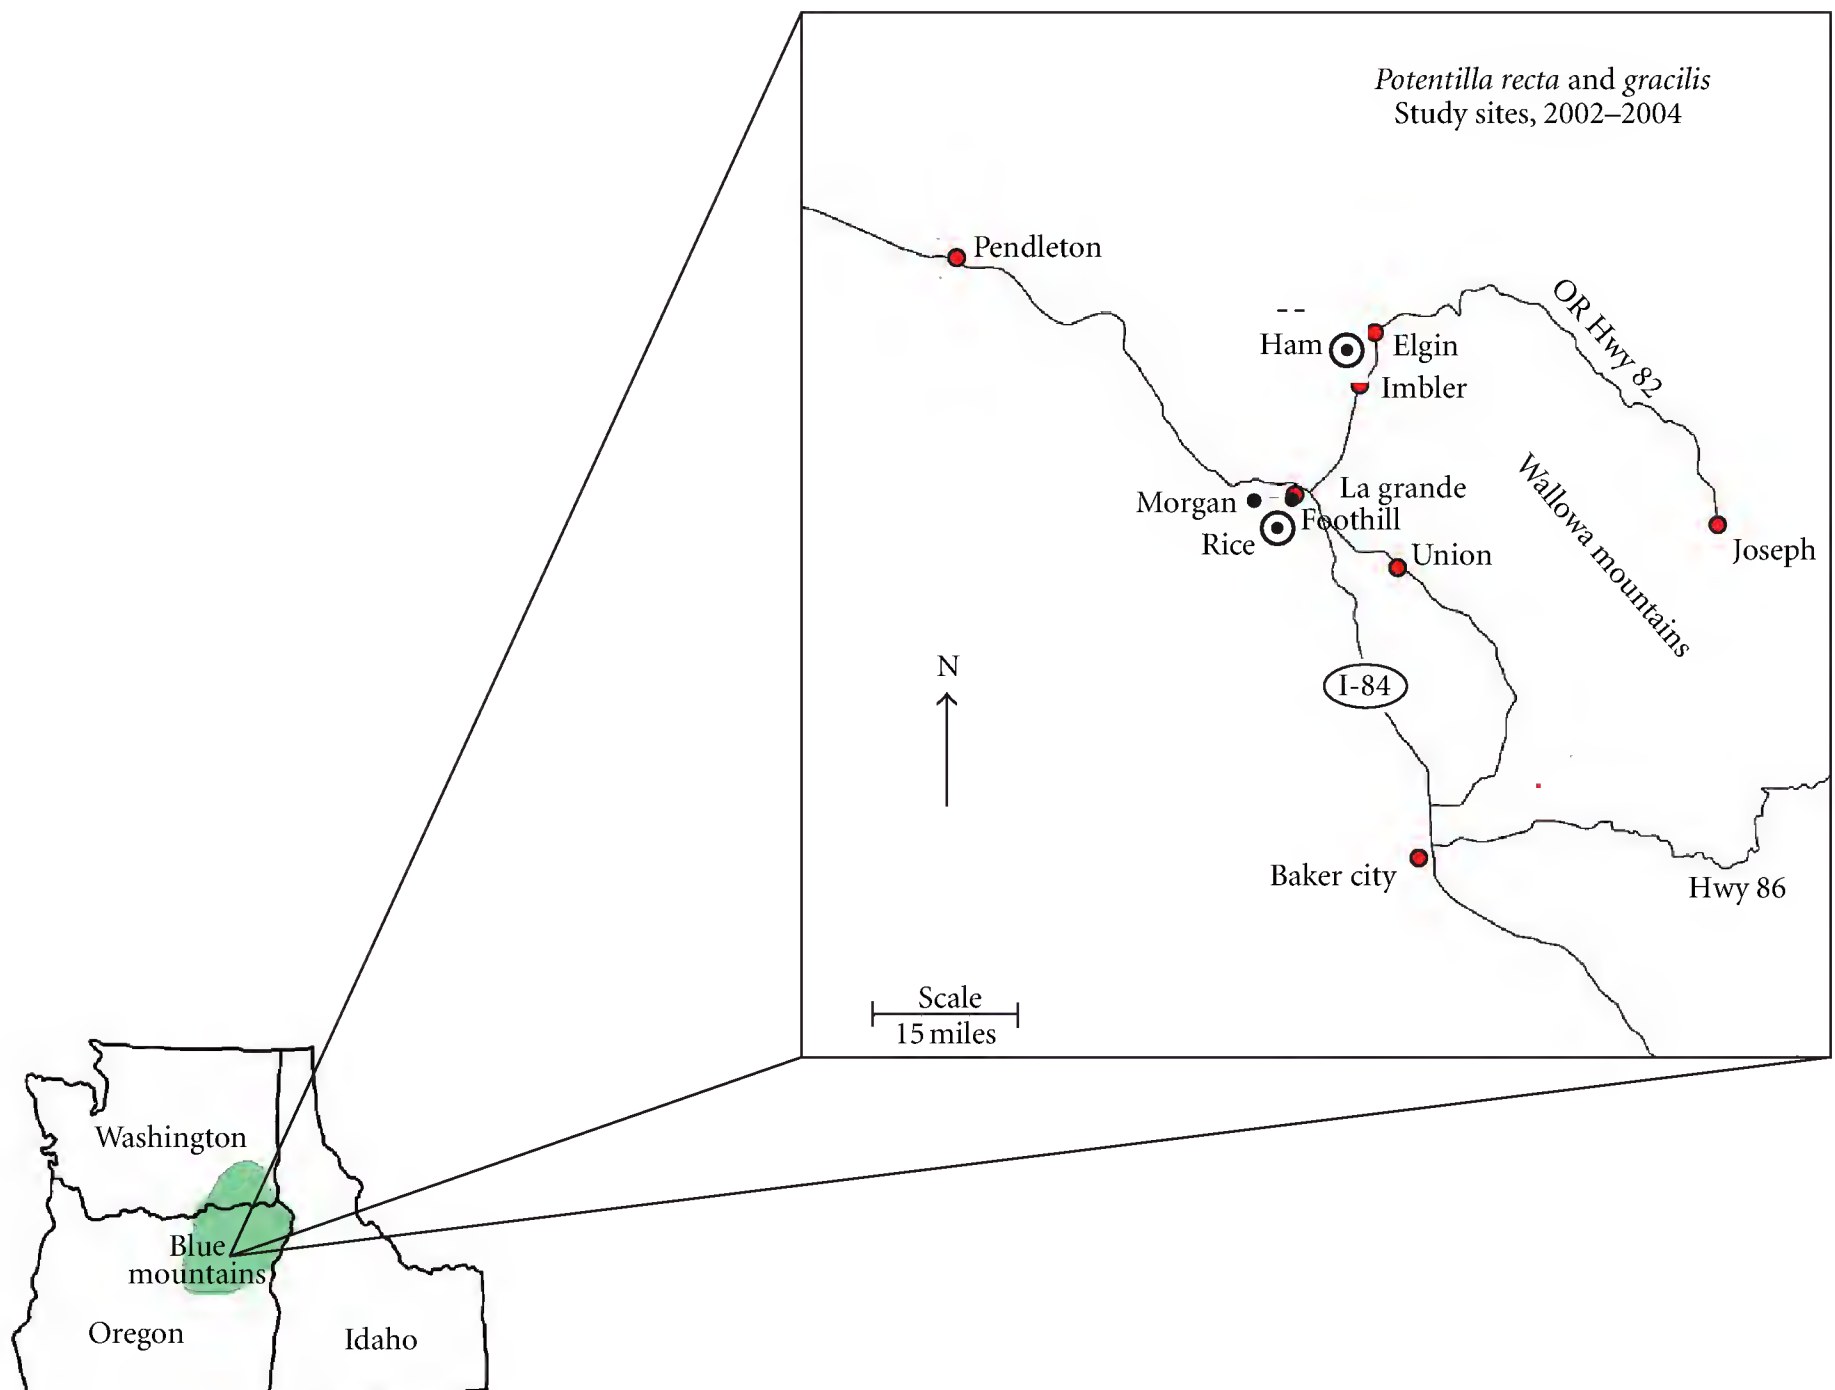 Potentilla recta and gracilis
Study sites, 2002–2004
Pendleton
OR Hwy 82
Ham
Elgin
Imbler
Wallowa mountains
La grande
Morgan
Foothill
Rice
Union
Joseph
N
I-84
Baker city
Hwy 86
Scale
15 miles
Washington
Blue
mountains
Oregon
Idaho